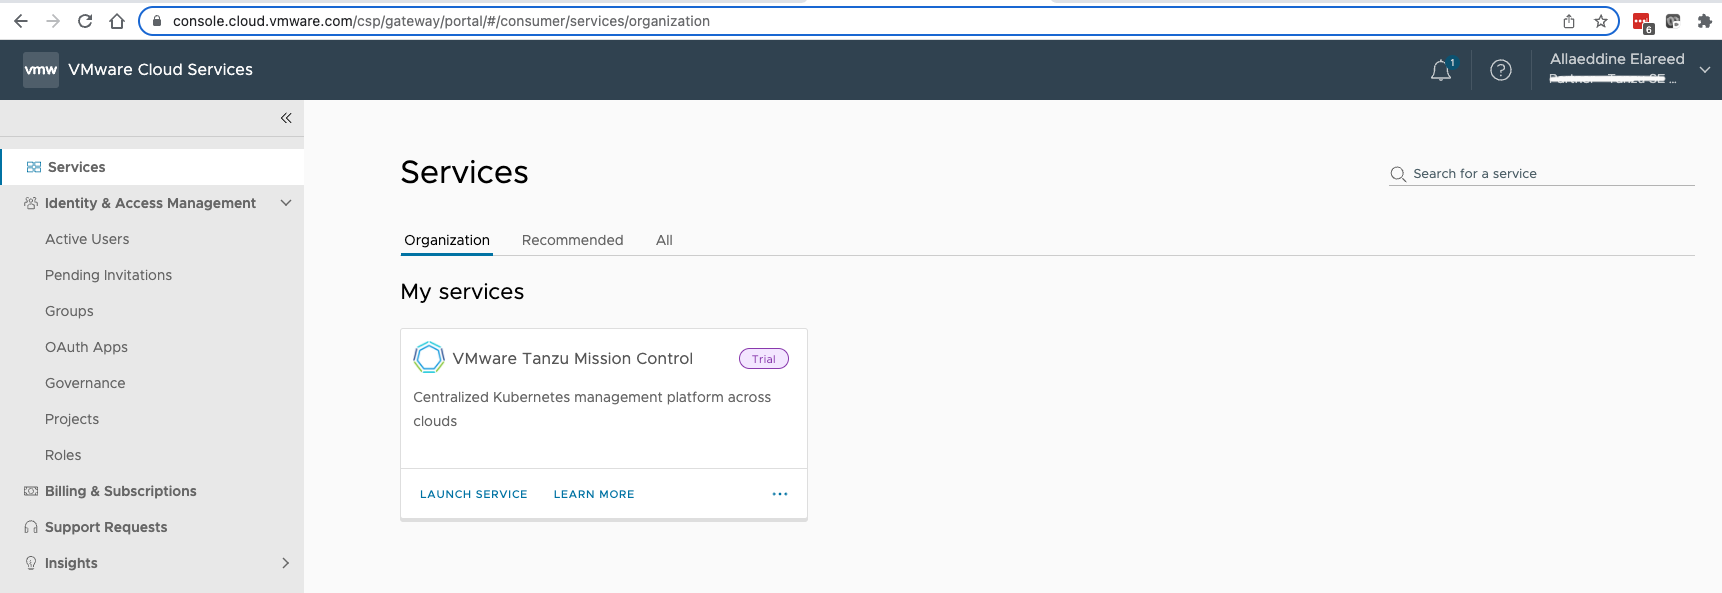 console.cloud.vmware.com/csp/gateway/portal/#/consumer/services/organization
6
vmw VMware Cloud Services
1
?
Allaeddine Elareed
Services
Identity & Access Management
Active Users
Pending Invitations
Groups
OAuth Apps
Governance
Projects
Roles
Billing & Subscriptions
Support Requests
Insights
Services
Search for a service
Organization Recommended All
My services
VMware Tanzu Mission Control Trial
Centralized Kubernetes management platform across
clouds
LAUNCH SERVICE LEARN MORE